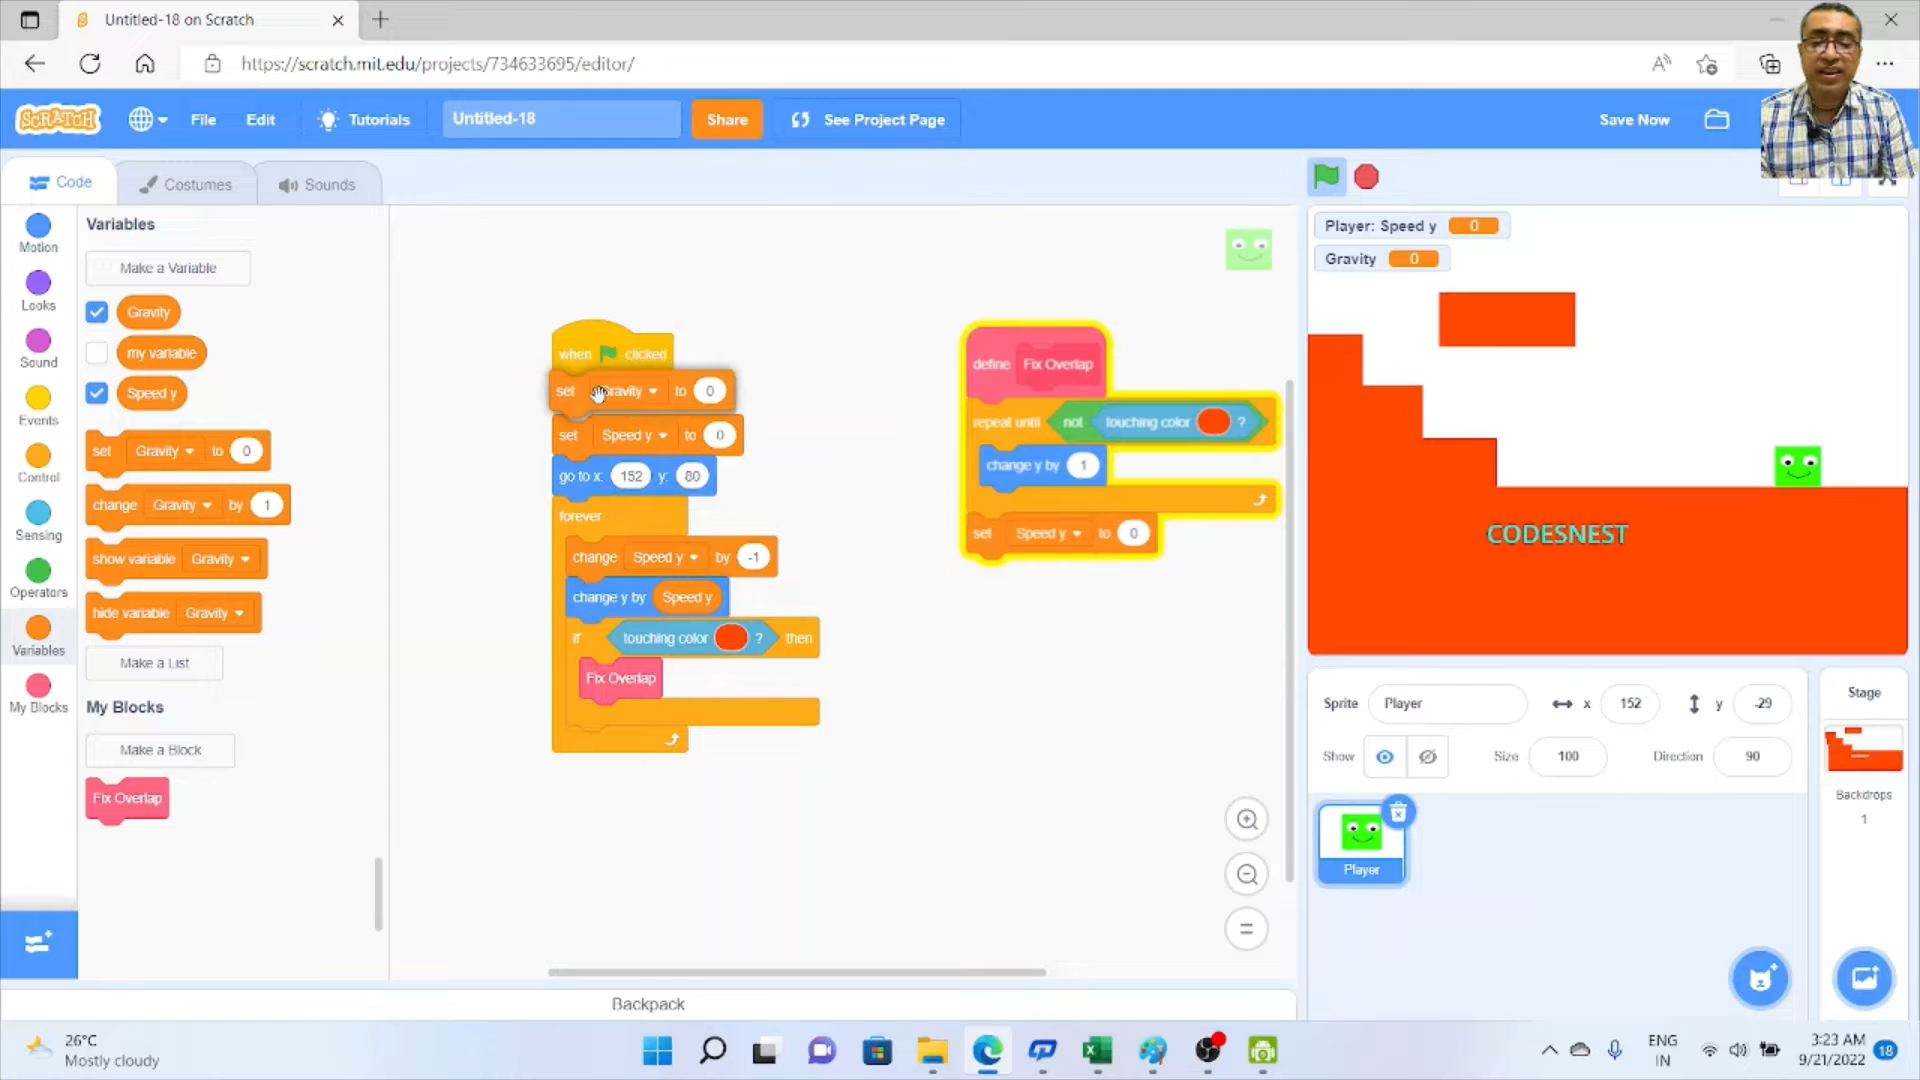 Untitled-18 on Scratch
https://scratch.mit.edu/projects/734633695/editor/
SCRATCH
File
Edit
Tutorials
Untitled-18
Share
See Project Page
Save Now
Code
Costumes
Sounds
Motion
Looks
Sound
Events
Control
Sensing
Operators
Variables
My Blocks
Variables
Make a Variable
Gravity
my variable
Speed y
set Gravity to 0
change Gravity by 1
show variable Gravity
hide variable Gravity
Make a List
My Blocks
Make a Block
Fix Overlap
when clicked
set Gravity to 0
set Speed y to 0
go to x: 152 y: 80
forever
change Speed y by -1
change y by Speed y
if touching color ? then
Fix Overlap
define Fix Overlap
repeat until not touching color ?
change y by 1
set Speed y to 0
Backpack
Player: Speed y 0
Gravity 0
CODESNEST
Sprite Player x 152 y -29
Show Size 100 Direction 90
Player
Stage
Backdrops
1
26°C
Mostly cloudy
ENG
IN
3:23 AM
9/21/2022
18